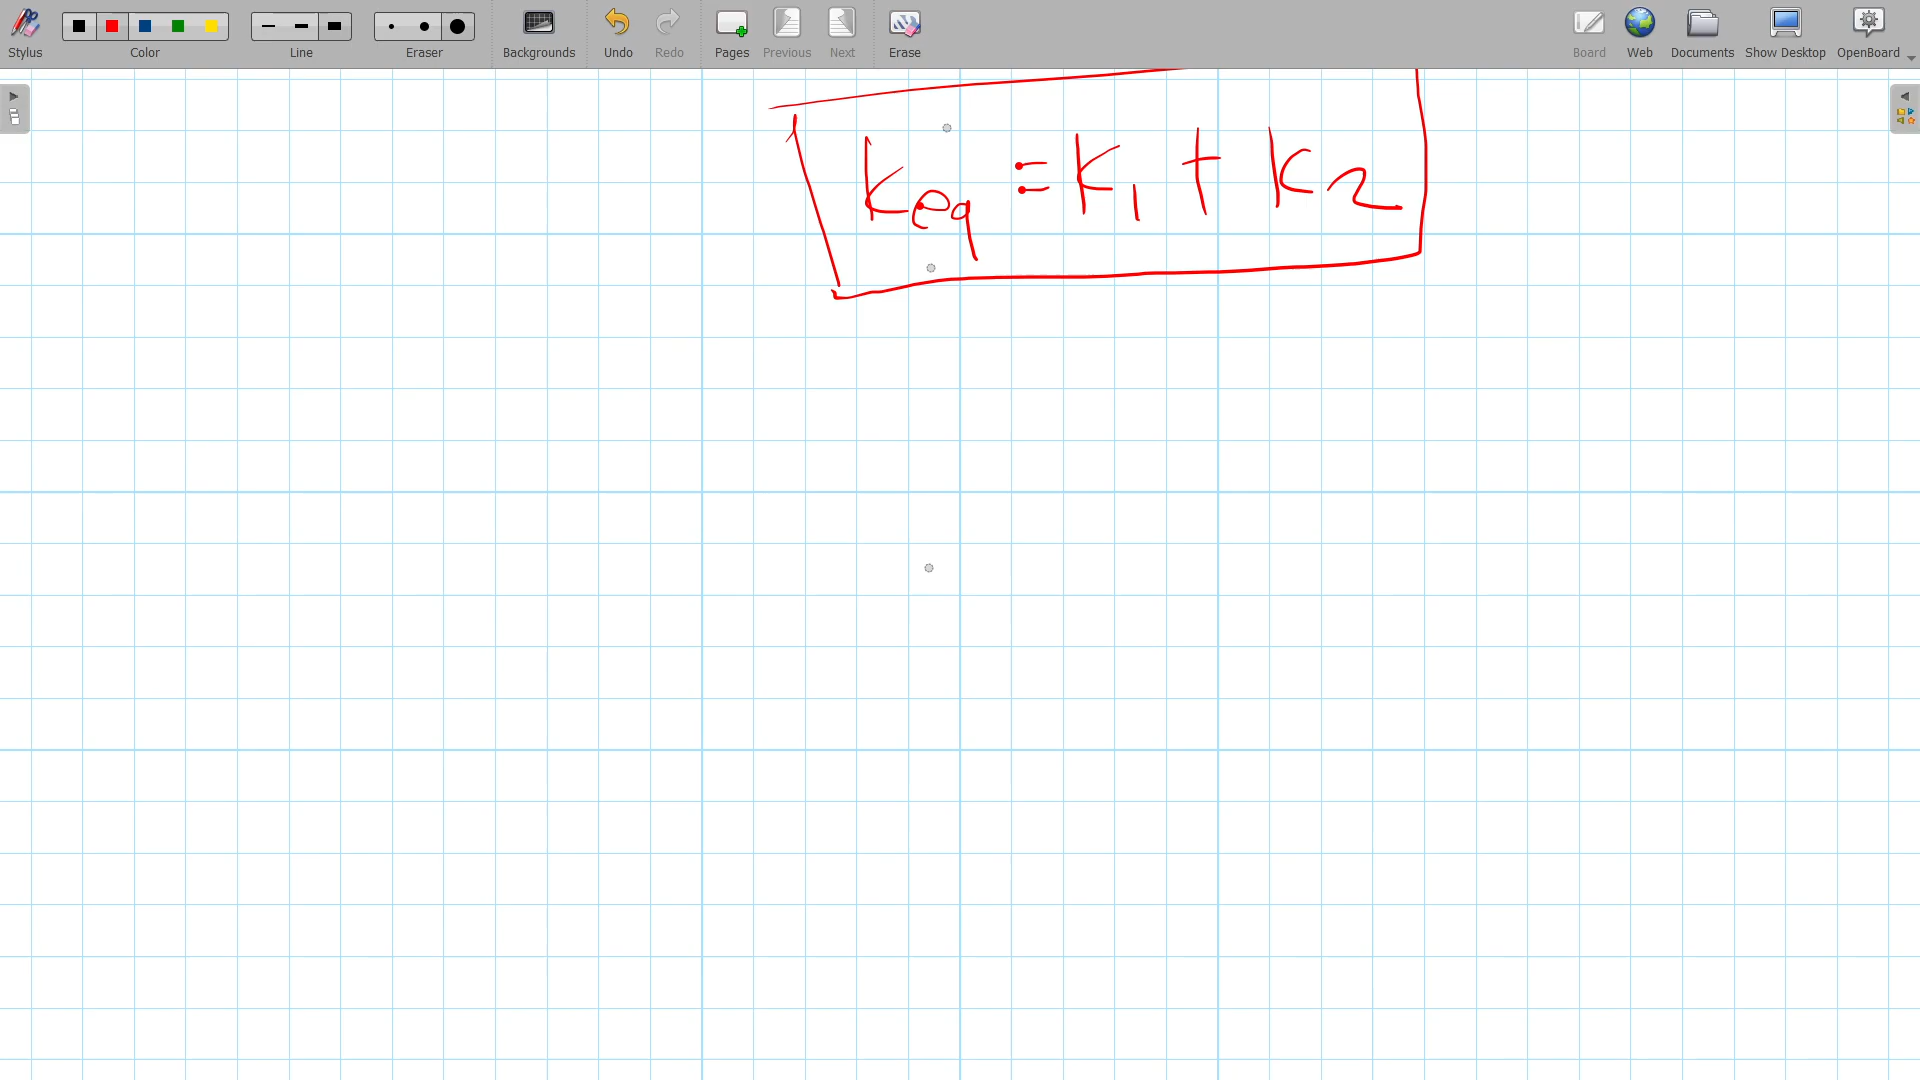 Stylus Color Line Eraser Backgrounds Undo Redo Pages Previous Next Erase Board Web Documents Show Desktop OpenBoard
keq = k1 + k2